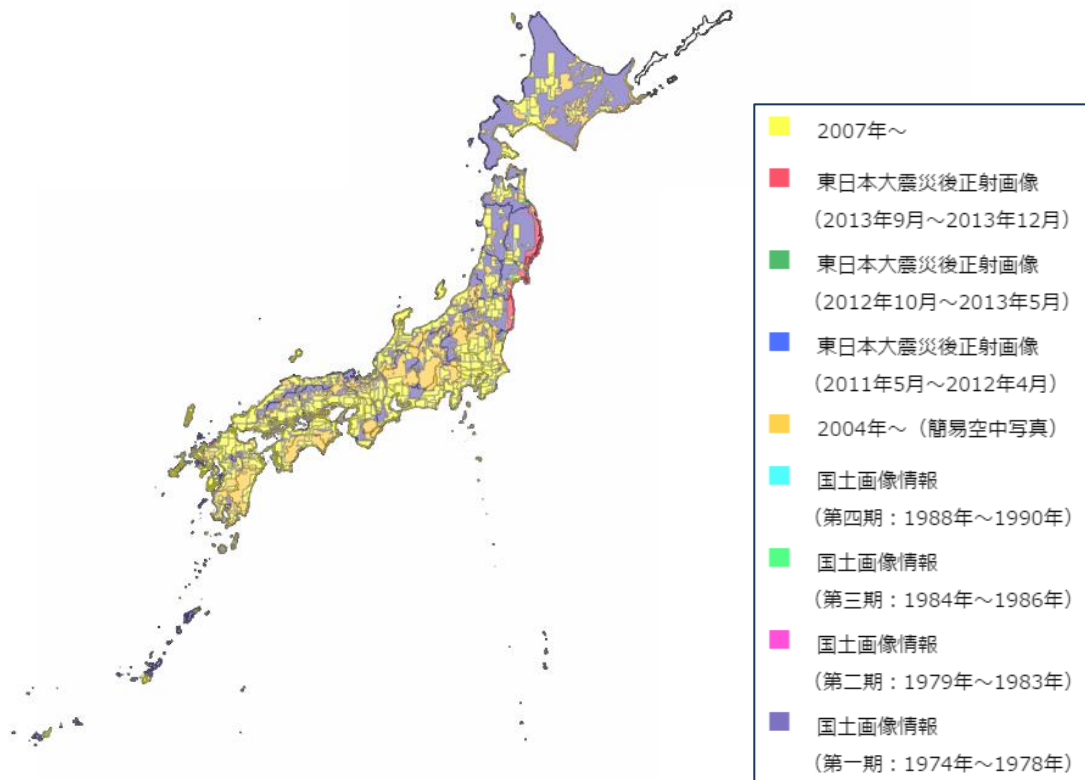 2007年～
東日本大震災後正射画像
（2013年9月～2013年12月）
東日本大震災後正射画像
（2012年10月～2013年5月）
東日本大震災後正射画像
（2011年5月～2012年4月）
2004年～（簡易空中写真）
国土画像情報
（第四期：1988年～1990年）
国土画像情報
（第三期：1984年～1986年）
国土画像情報
（第二期：1979年～1983年）
国土画像情報
（第一期：1974年～1978年）